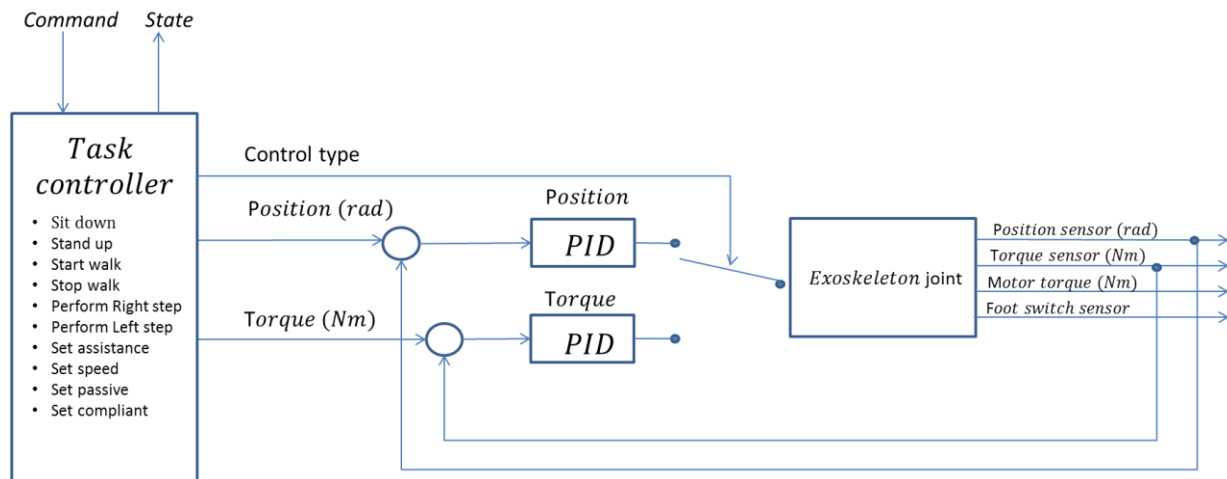 Command State
Task
controller
• Sit down
• Stand up
• Start walk
• Stop walk
• Perform Right step
• Perform Left step
• Set assistance
• Set speed
• Set passive
• Set compliant
Control type
Position (rad)
Torque (Nm)
Position
PID
Torque
PID
Exoskeleton joint
Position sensor (rad)
Torque sensor (Nm)
Motor torque (Nm)
Foot switch sensor